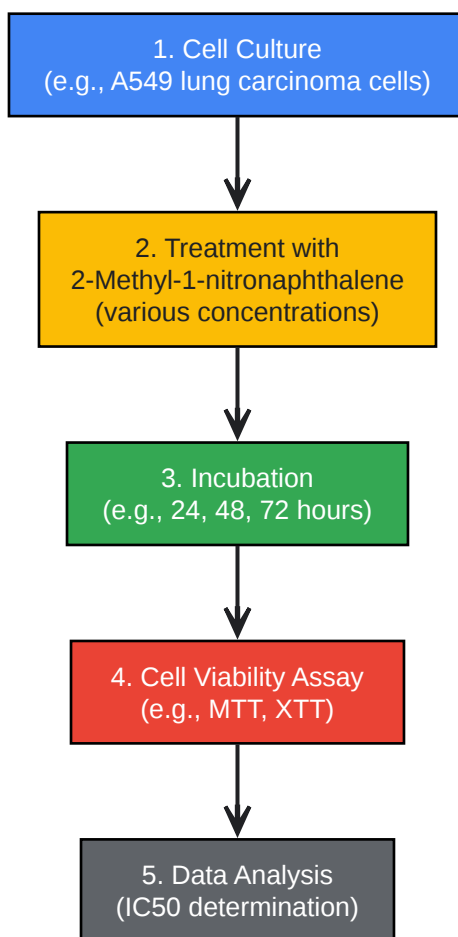 1. Cell Culture
(e.g., A549 lung carcinoma cells)
2. Treatment with
2-Methyl-1-nitronaphthalene
(various concentrations)
3. Incubation
(e.g., 24, 48, 72 hours)
4. Cell Viability Assay
(e.g., MTT, XTT)
5. Data Analysis
(IC50 determination)